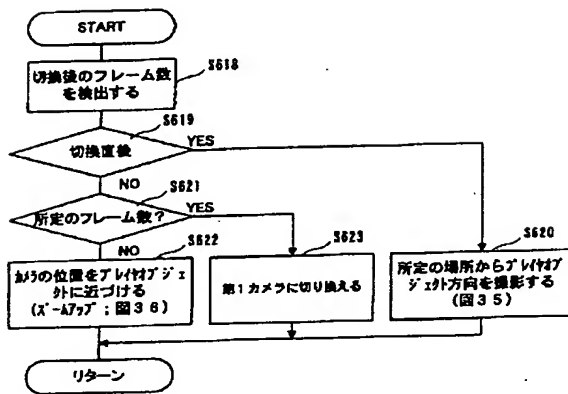 START
切換後のフレーム数
を検出する
S618
S619
切換直後
YES
NO
S621
所定のフレーム数?
YES
NO
S622
カメラの位置をプレイヤオブジェ
クトに近づける
(ズームアップ;図36)
S623
第1カメラに切り換える
S620
所定の場所からプレイヤオブ
ジェクト方向を撮影する
(図35)
リターン